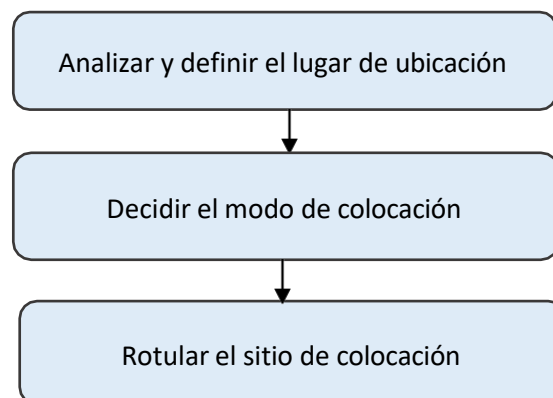 Analizar y definir el lugar de ubicación
Decidir el modo de colocación
Rotular el sitio de colocación